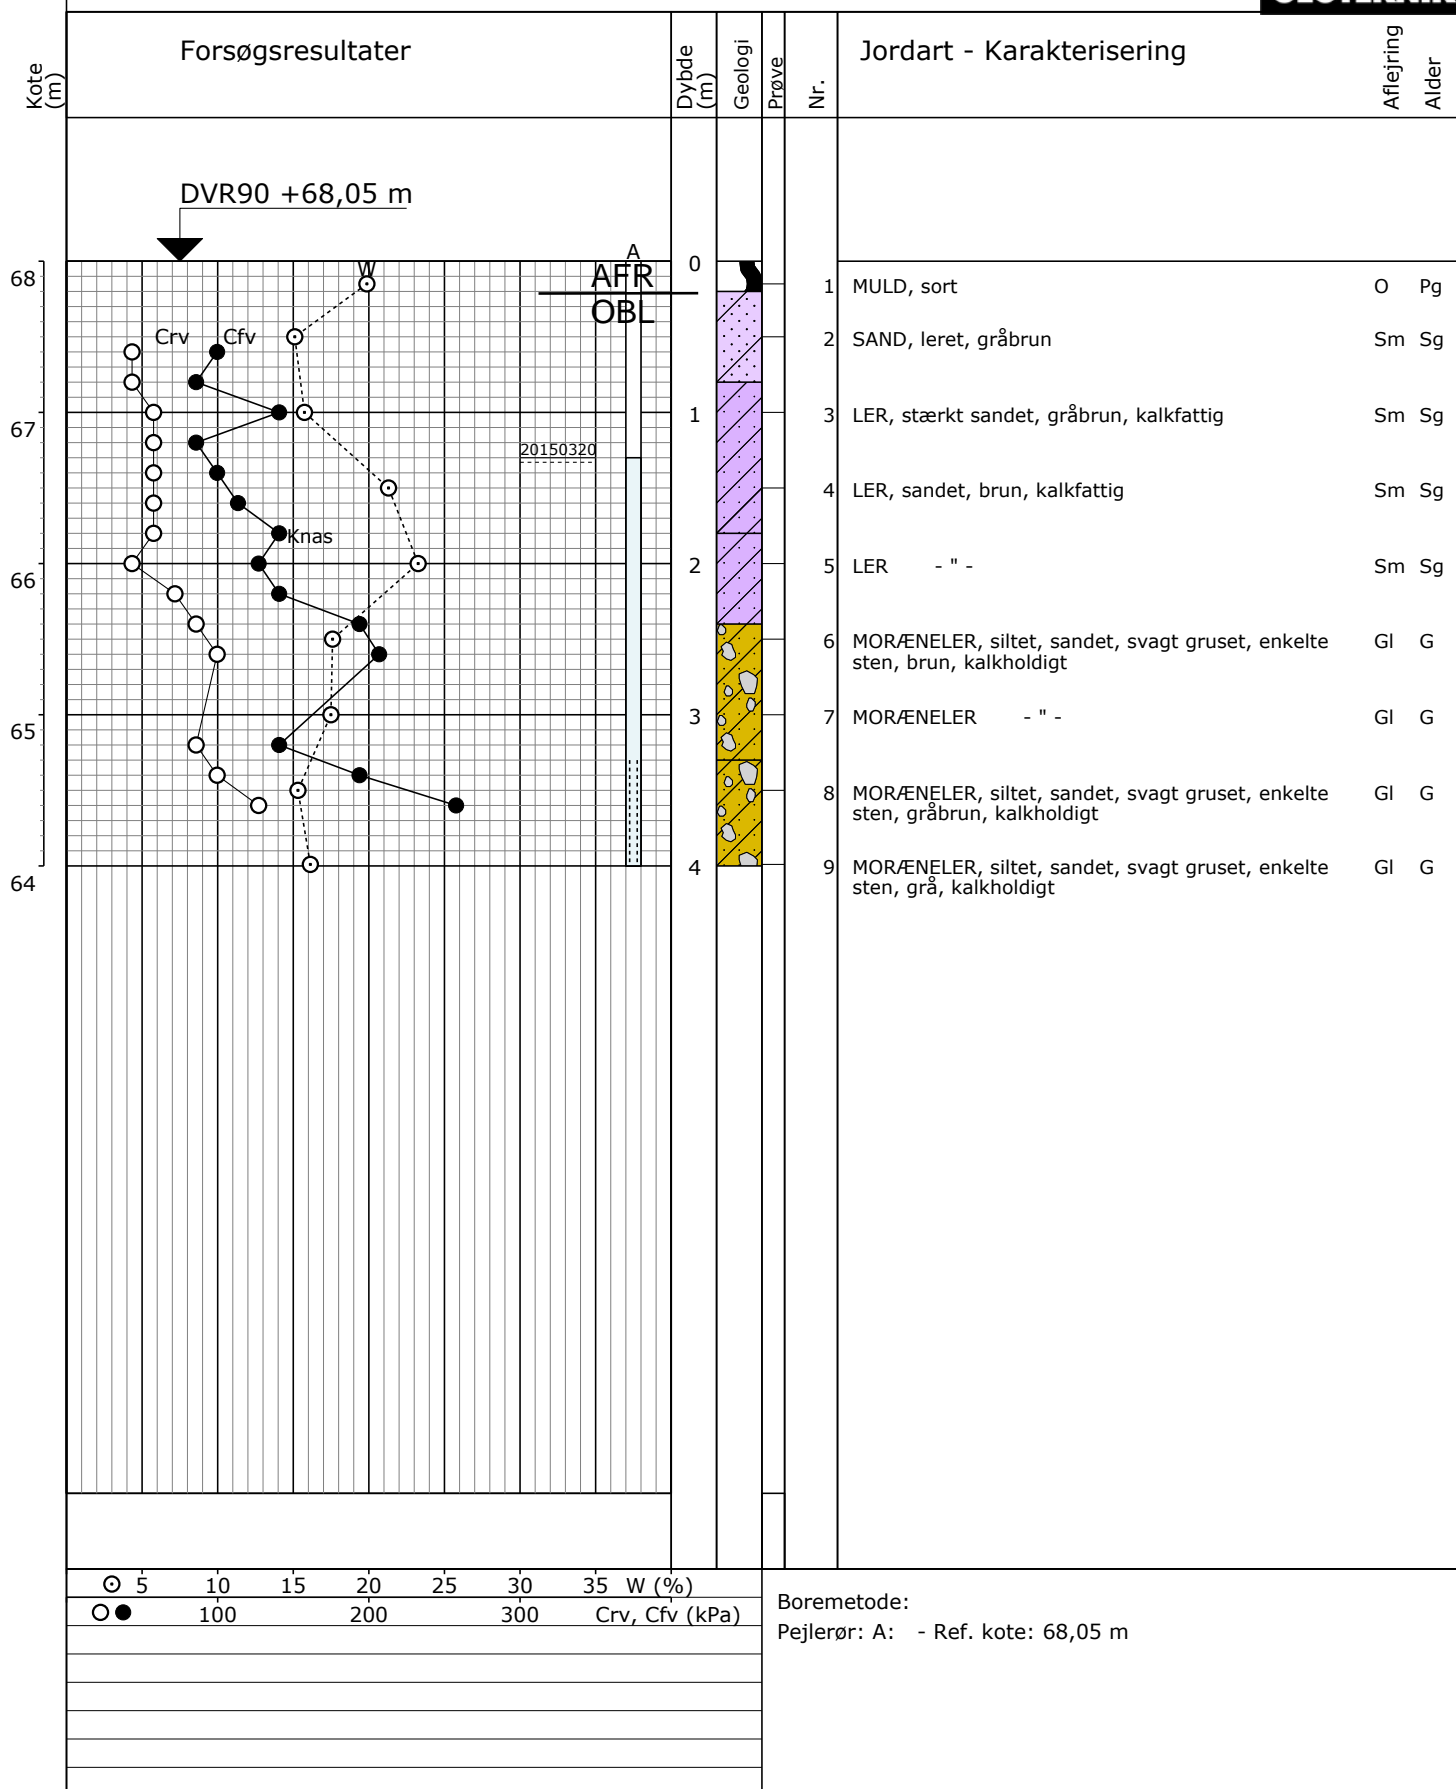 Kote (m)
Forsøgsresultater
Dybde (m)
Geologi
Prøve
Nr.
Jordart - Karakterisering
Aflejring
Alder
DVR90 +68,05 m
A
68
W
AFR
0
OBL
1 MULD, sort O Pg
Crv Cfv
2 SAND, leret, gråbrun Sm Sg
67
1
3 LER, stærkt sandet, gråbrun, kalkfattig Sm Sg
20150320
4 LER, sandet, brun, kalkfattig Sm Sg
Knas
66
2
5 LER - " - Sm Sg
6 MORÆNELER, siltet, sandet, svagt gruset, enkelte Gl G
sten, brun, kalkholdigt
65
3
7 MORÆNELER - " - Gl G
8 MORÆNELER, siltet, sandet, svagt gruset, enkelte Gl G
sten, gråbrun, kalkholdigt
64
4
9 MORÆNELER, siltet, sandet, svagt gruset, enkelte Gl G
sten, grå, kalkholdigt
5 10 15 20 25 30 35 W (%)
100 200 300 Crv, Cfv (kPa)
Boremetode:
Pejlerør: A: - Ref. kote: 68,05 m